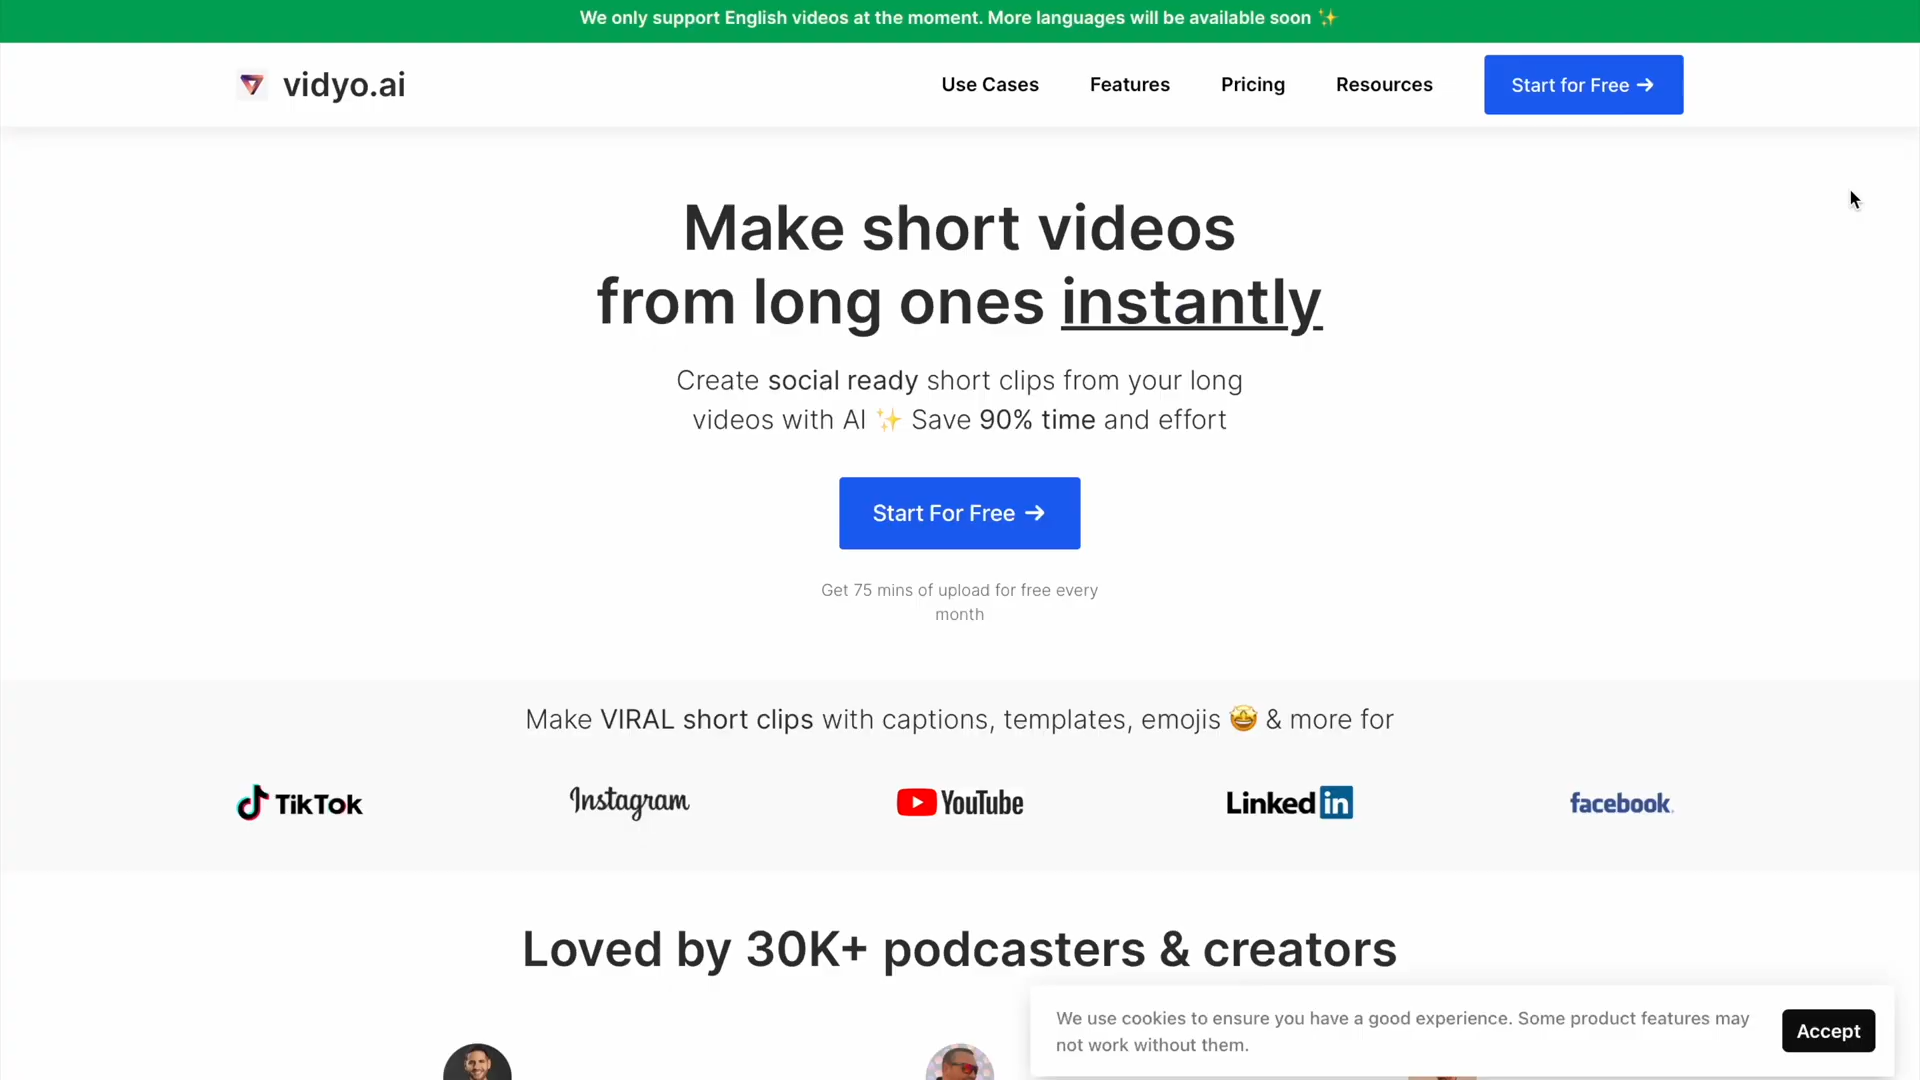 We only support English videos at the moment. More languages will be available soon ✨
vidyo.ai
Use Cases
Features
Pricing
Resources
Start for Free →
Make short videos
from long ones instantly
Create social ready short clips from your long
videos with AI ✨ Save 90% time and effort
Start For Free →
Get 75 mins of upload for free every
month
Make VIRAL short clips with captions, templates, emojis 🤩 & more for
TikTok
Instagram
YouTube
Linked in
facebook.
Loved by 30K+ podcasters & creators
We use cookies to ensure you have a good experience. Some product features may
not work without them.
Accept